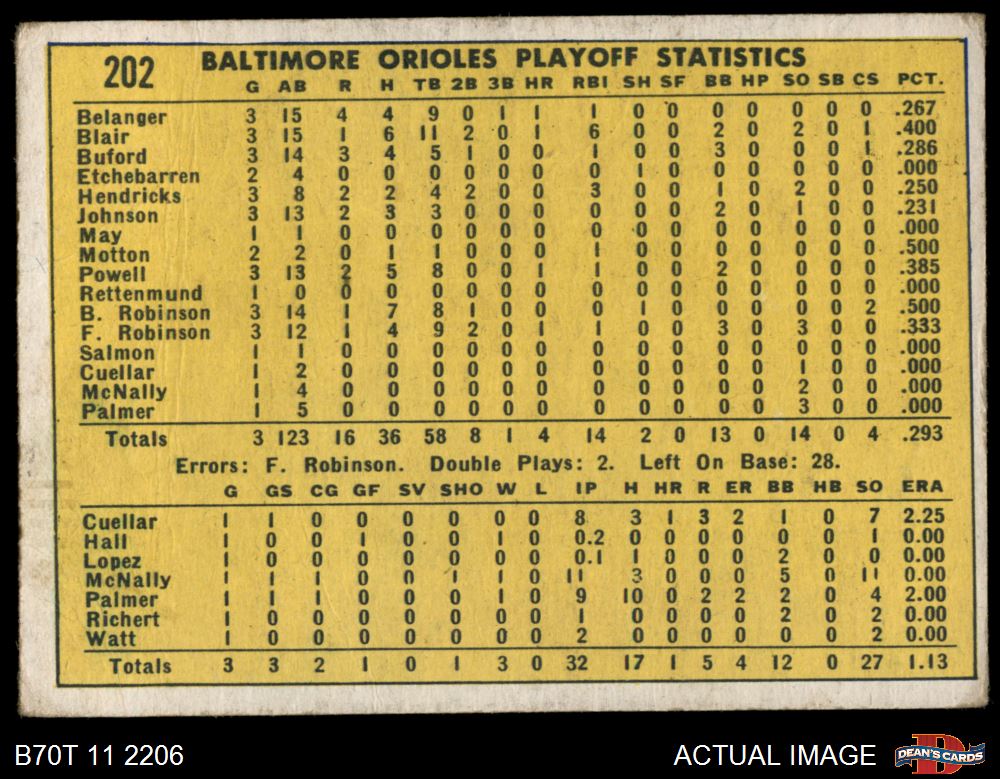 202 BALTIMORE ORIOLES PLAYOFF STATISTICS
G AB R H TB 2B 3B HR RBI SH SF BB HP SO SB CS PCT.
Belanger 3 15 4 4 9 0 1 1 1 0 0 0 0 0 0 0 .267
Blair 3 15 1 6 11 2 0 1 6 0 0 2 0 2 0 1 .400
Buford 3 14 3 4 5 1 0 0 1 0 0 3 0 0 0 1 .286
Etchebarren 2 4 0 0 0 0 0 0 0 1 0 0 0 0 0 0 .000
Hendricks 3 8 2 2 4 2 0 0 3 0 0 1 0 2 0 0 .250
Johnson 3 13 2 3 3 0 0 0 0 0 0 2 0 1 0 0 .231
May 1 1 0 0 0 0 0 0 0 0 0 0 0 0 0 0 .000
Motton 2 2 0 1 1 0 0 0 1 0 0 0 0 0 0 0 .500
Powell 3 13 2 5 8 0 0 1 1 0 0 2 0 0 0 0 .385
Rettenmund 1 0 0 0 0 0 0 0 0 0 0 0 0 0 0 0 .000
B. Robinson 3 14 1 7 8 1 0 0 0 1 0 0 0 0 0 2 .500
F. Robinson 3 12 1 4 9 2 0 1 1 0 0 3 0 3 0 0 .333
Salmon 1 1 0 0 0 0 0 0 0 0 0 0 0 0 0 0 .000
Cuellar 1 2 0 0 0 0 0 0 0 0 0 0 0 1 0 0 .000
McNally 1 4 0 0 0 0 0 0 0 0 0 0 0 2 0 0 .000
Palmer 1 5 0 0 0 0 0 0 0 0 0 0 0 3 0 0 .000
Totals 3 123 16 36 58 8 1 4 14 2 0 13 0 14 0 4 .293
Errors: F. Robinson. Double Plays: 2. Left On Base: 28.
G GS CG GF SV SHO W L IP H HR R ER BB HB SO ERA
Cuellar 1 1 0 0 0 0 0 0 8 3 1 3 2 1 0 7 2.25
Hall 1 0 0 1 0 0 1 0 0.2 0 0 0 0 0 0 1 0.00
Lopez 1 0 0 0 0 0 0 0 0.1 1 0 0 0 2 0 0 0.00
McNally 1 1 1 0 0 1 1 0 11 3 0 0 0 5 0 11 0.00
Palmer 1 1 1 0 0 0 1 0 9 10 0 2 2 2 0 4 2.00
Richert 1 0 0 0 0 0 0 0 1 0 0 0 0 2 0 2 0.00
Watt 1 0 0 0 0 0 0 0 2 0 0 0 0 0 0 2 0.00
Totals 3 3 2 1 0 1 3 0 32 17 1 5 4 12 0 27 1.13
B70T 11 2206 ACTUAL IMAGE DEAN'S CARDS